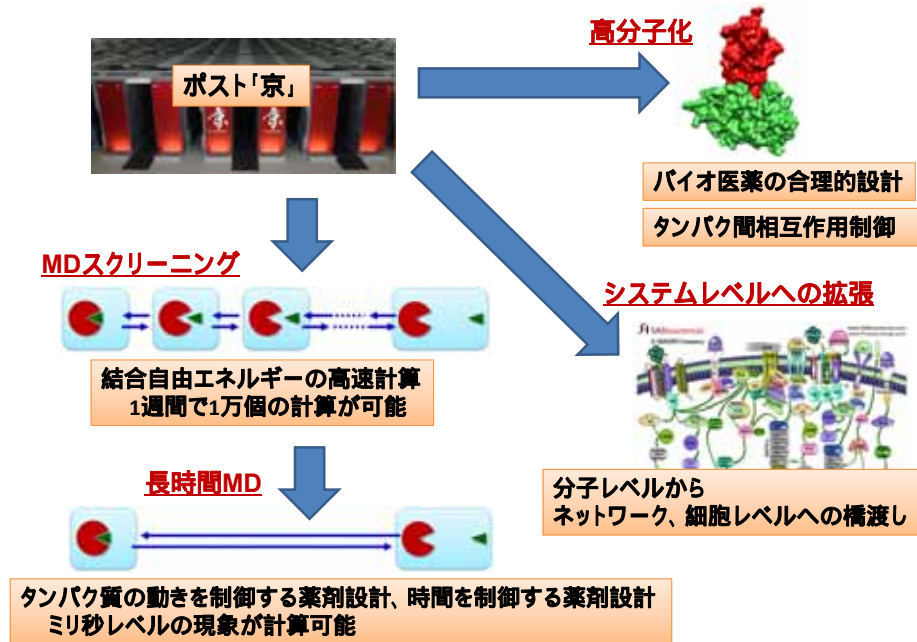 高分子化
ポスト「京」
京
京
バイオ医薬の合理的設計
タンパク間相互作用制御
MDスクリーニング
システムレベルへの拡張
結合自由エネルギーの高速計算
1週間で1万個の計算が可能
長時間MD
分子レベルから
ネットワーク、細胞レベルへの橋渡し
タンパク質の動きを制御する薬剤設計、時間を制御する薬剤設計
ミリ秒レベルの現象が計算可能